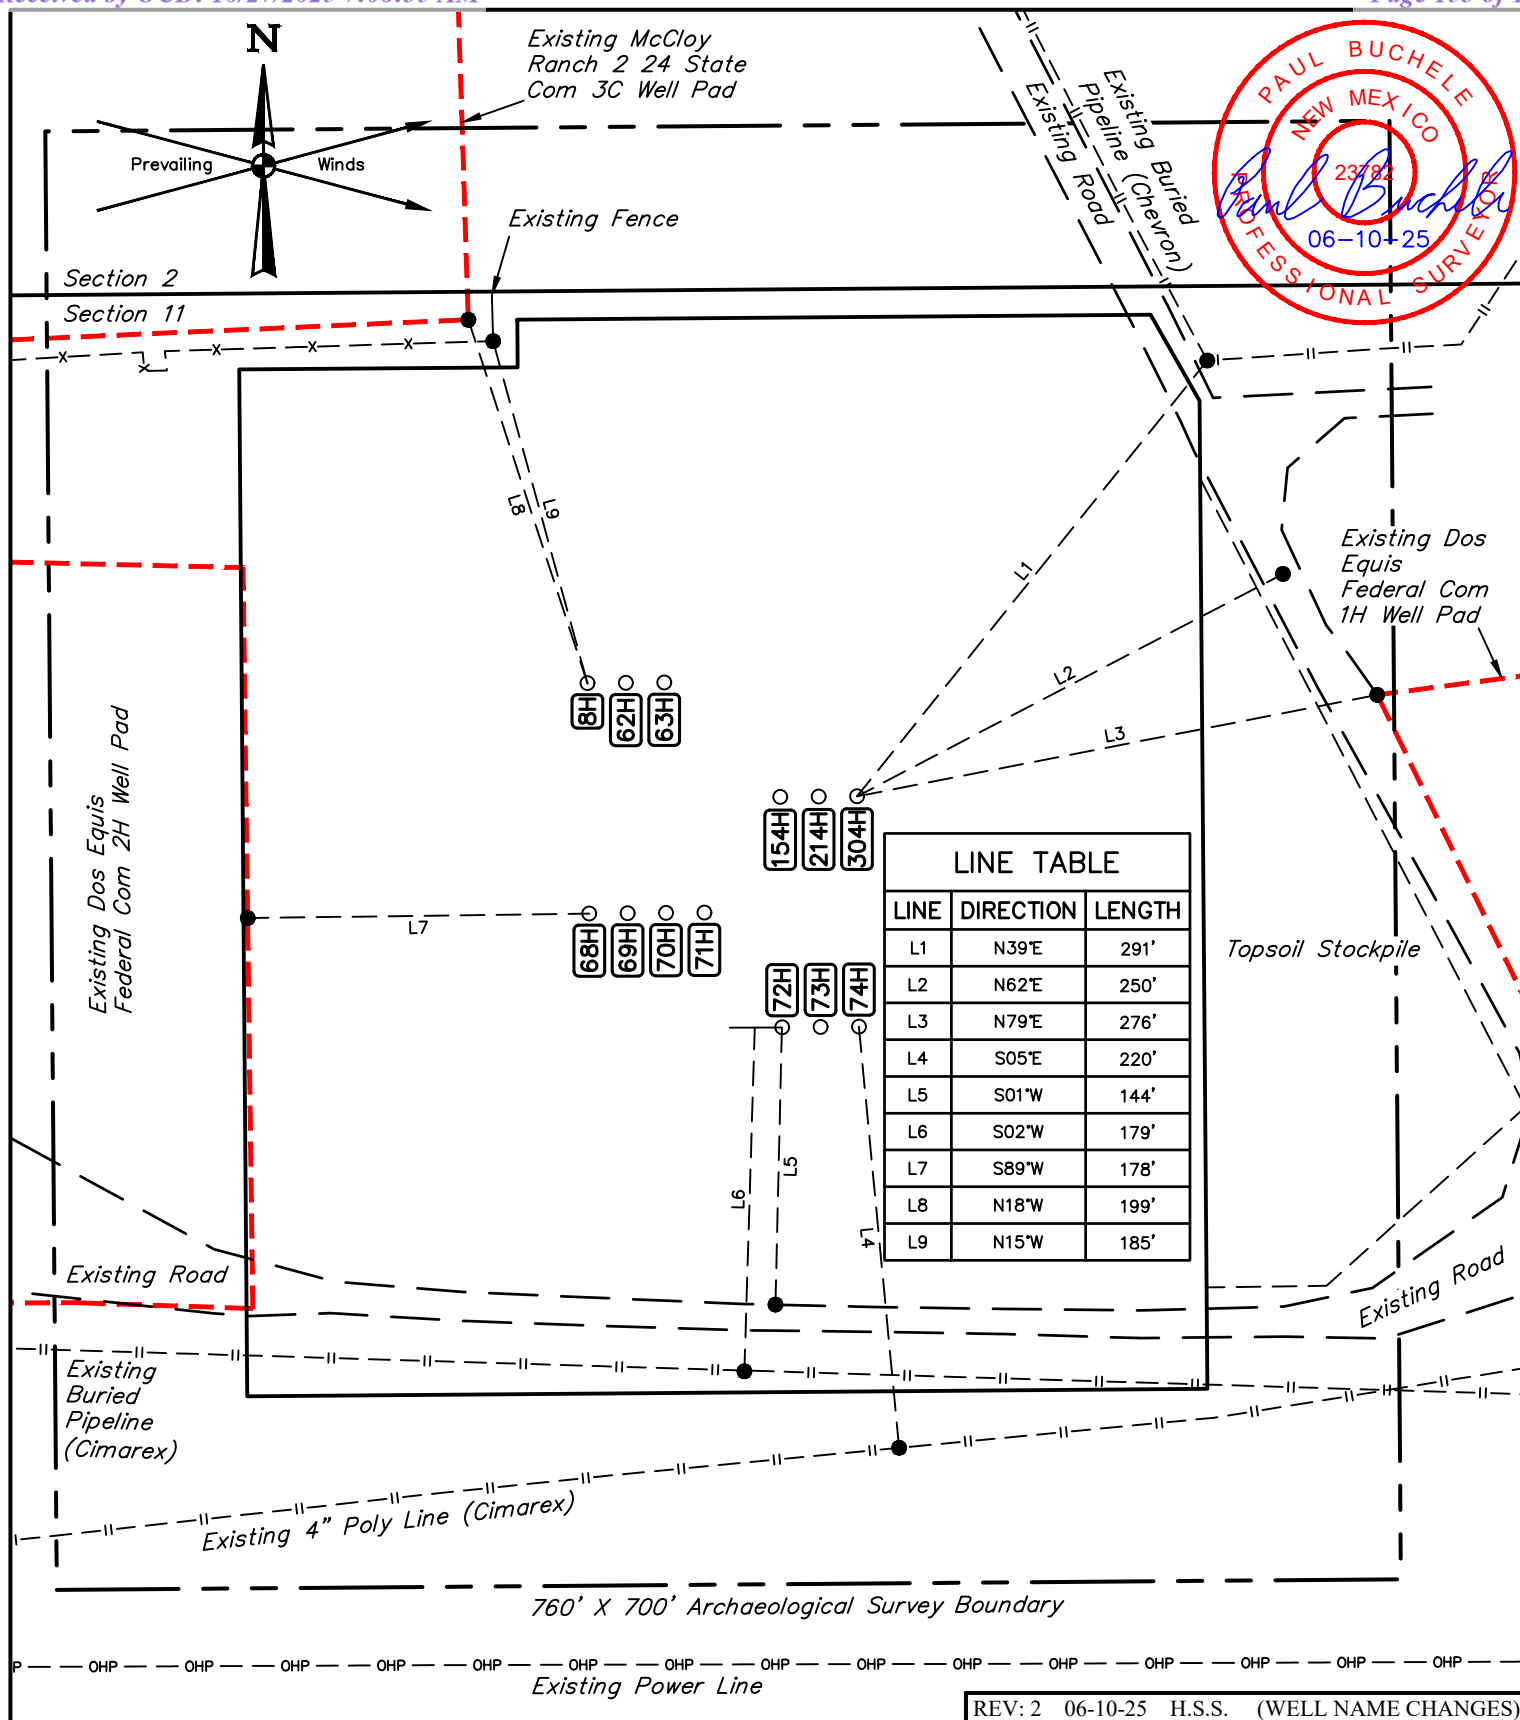 N
Prevailing Winds
Existing McCloy
Ranch 2 24 State
Com 3C Well Pad
Existing Fence
Existing Buried
Pipeline (Chevron)
Existing Road
PAUL BUCHELE
NEW MEXICO
23782
PROFESSIONAL SURVEYOR
Paul Buchele
06-10-25
Section 2
Section 11
L8
L9
L1
L2
L3
Existing Dos
Equis
Federal Com
1H Well Pad
8H
62H
63H
154H
214H
304H
Existing Dos Equis
Federal Com 2H Well Pad
L7
68H
69H
70H
71H
72H
73H
74H
LINE TABLE
LINE DIRECTION LENGTH
L1 N39°E 291'
L2 N62°E 250'
L3 N79°E 276'
L4 S05°E 220'
L5 S01°W 144'
L6 S02°W 179'
L7 S89°W 178'
L8 N18°W 199'
L9 N15°W 185'
Topsoil Stockpile
L6
L5
L4
Existing Road
Existing Road
Existing
Buried
Pipeline
(Cimarex)
Existing 4" Poly Line (Cimarex)
760' X 700' Archaeological Survey Boundary
P OHP OHP OHP OHP OHP OHP OHP OHP OHP OHP OHP OHP OHP OHP OHP
Existing Power Line
REV: 2 06-10-25 H.S.S. (WELL NAME CHANGES)